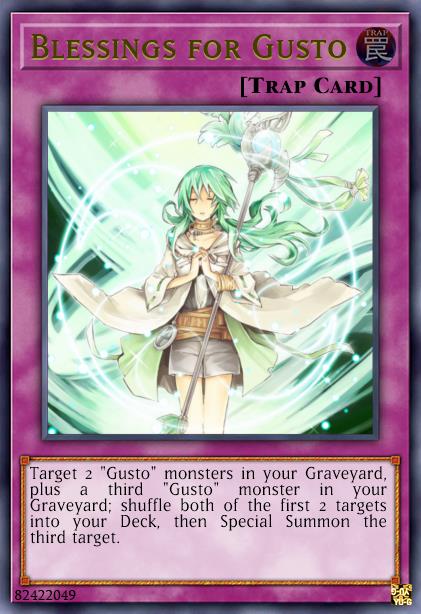 BLESSINGS FOR GUSTO
TRAP
罠
[TRAP CARD]
Target 2 "Gusto" monsters in your Graveyard,
plus a third "Gusto" monster in your
Graveyard; shuffle both of the first 2 targets
into your Deck, then Special Summon the
third target.
82422049